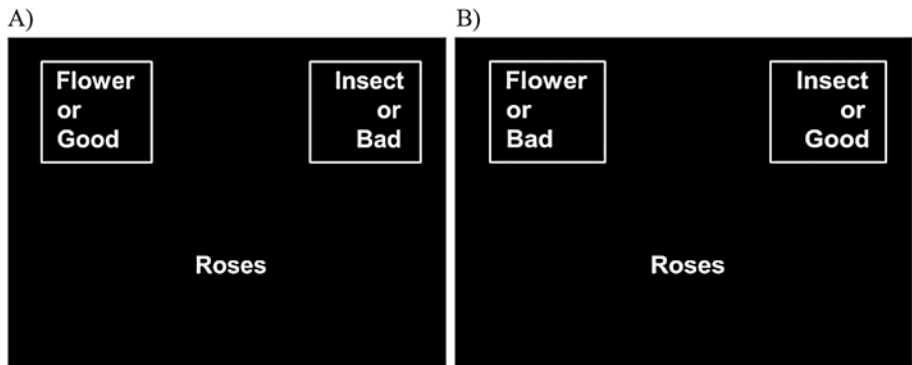 A)
Flower
or
Good
Insect
or
Bad
Roses
B)
Flower
or
Bad
Insect
or
Good
Roses